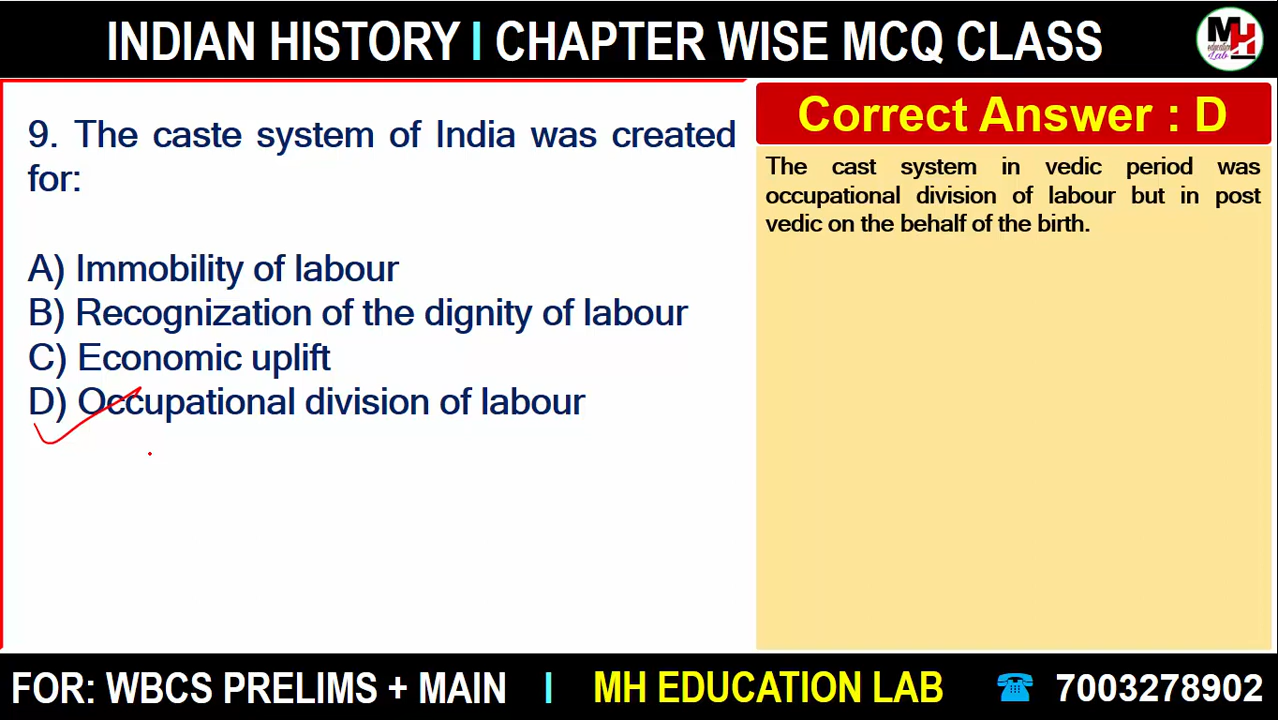 INDIAN HISTORY I CHAPTER WISE MCQ CLASS
MH
education
Lab
9. The caste system of India was created
for:
A) Immobility of labour
B) Recognization of the dignity of labour
C) Economic uplift
D) Occupational division of labour
Correct Answer : D
The cast system in vedic period was
occupational division of labour but in post
vedic on the behalf of the birth.
FOR: WBCS PRELIMS + MAIN I MH EDUCATION LAB ☎ 7003278902